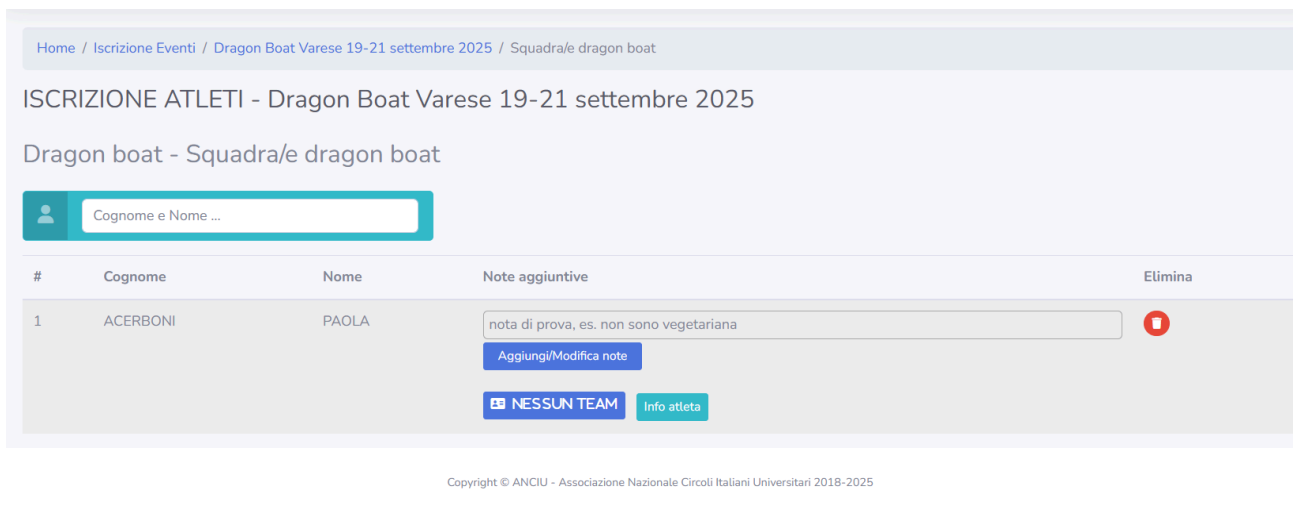 Home / Iscrizione Eventi / Dragon Boat Varese 19-21 settembre 2025 / Squadra/e dragon boat
ISCRIZIONE ATLETI - Dragon Boat Varese 19-21 settembre 2025
Dragon boat - Squadra/e dragon boat
Cognome e Nome ...
# Cognome Nome Note aggiuntive Elimina
1 ACERBONI PAOLA nota di prova, es. non sono vegetariana
Aggiungi/Modifica note
NESSUN TEAM Info atleta
Copyright © ANCIU - Associazione Nazionale Circoli Italiani Universitari 2018-2025